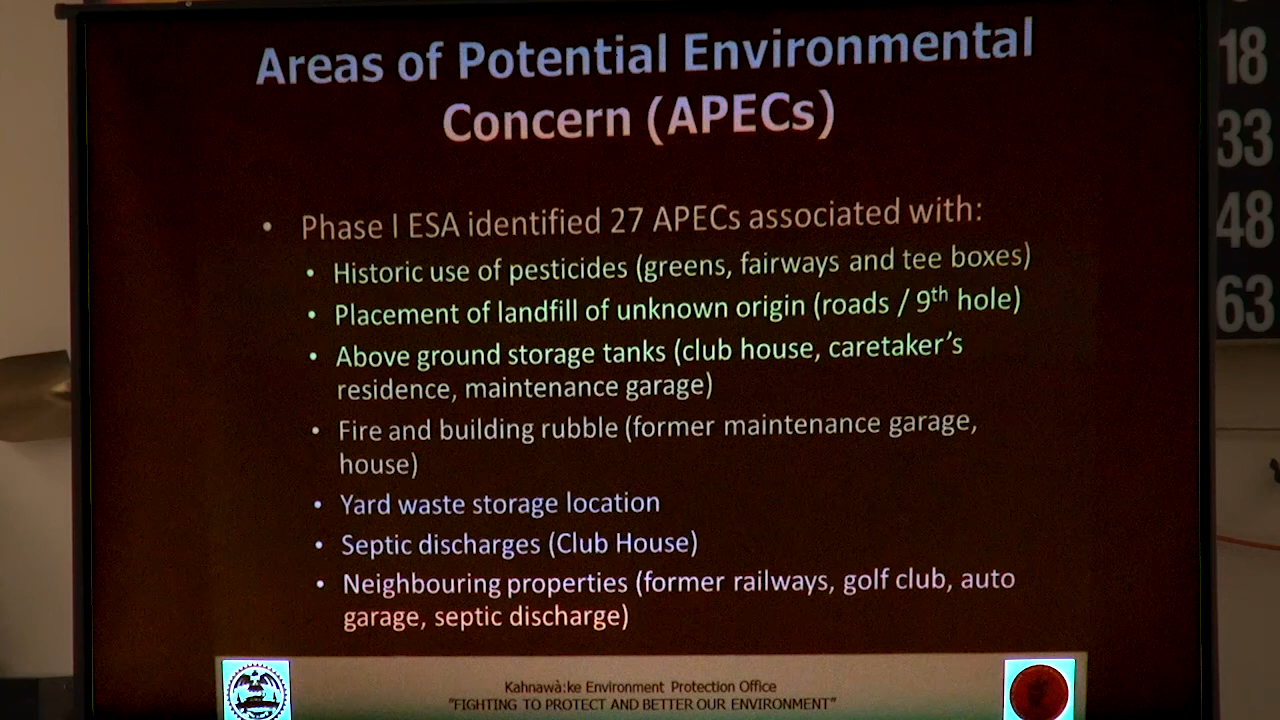 Areas of Potential Environmental
Concern (APECs)
• Phase I ESA identified 27 APECs associated with:
• Historic use of pesticides (greens, fairways and tee boxes)
• Placement of landfill of unknown origin (roads / 9th hole)
• Above ground storage tanks (club house, caretaker's
residence, maintenance garage)
• Fire and building rubble (former maintenance garage,
house)
• Yard waste storage location
• Septic discharges (Club House)
• Neighbouring properties (former railways, golf club, auto
garage, septic discharge)
Kahnawà:ke Environment Protection Office
"FIGHTING TO PROTECT AND BETTER OUR ENVIRONMENT"
18
33
48
63